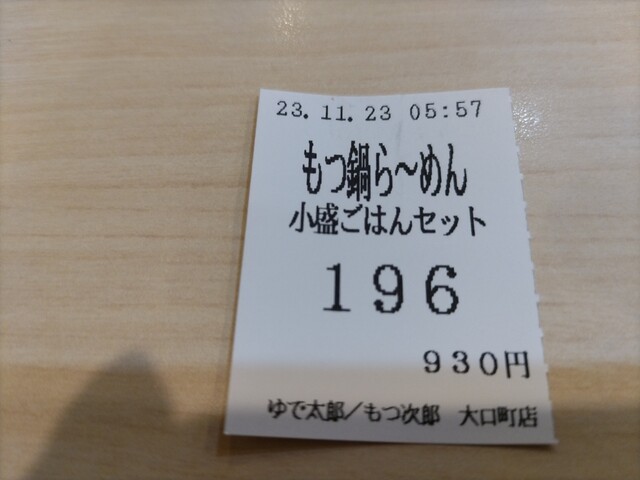 23.11.23 05:57
もつ鍋ら～めん
小盛ごはんセット
196
930円
ゆで太郎／もつ次郎 大口町店